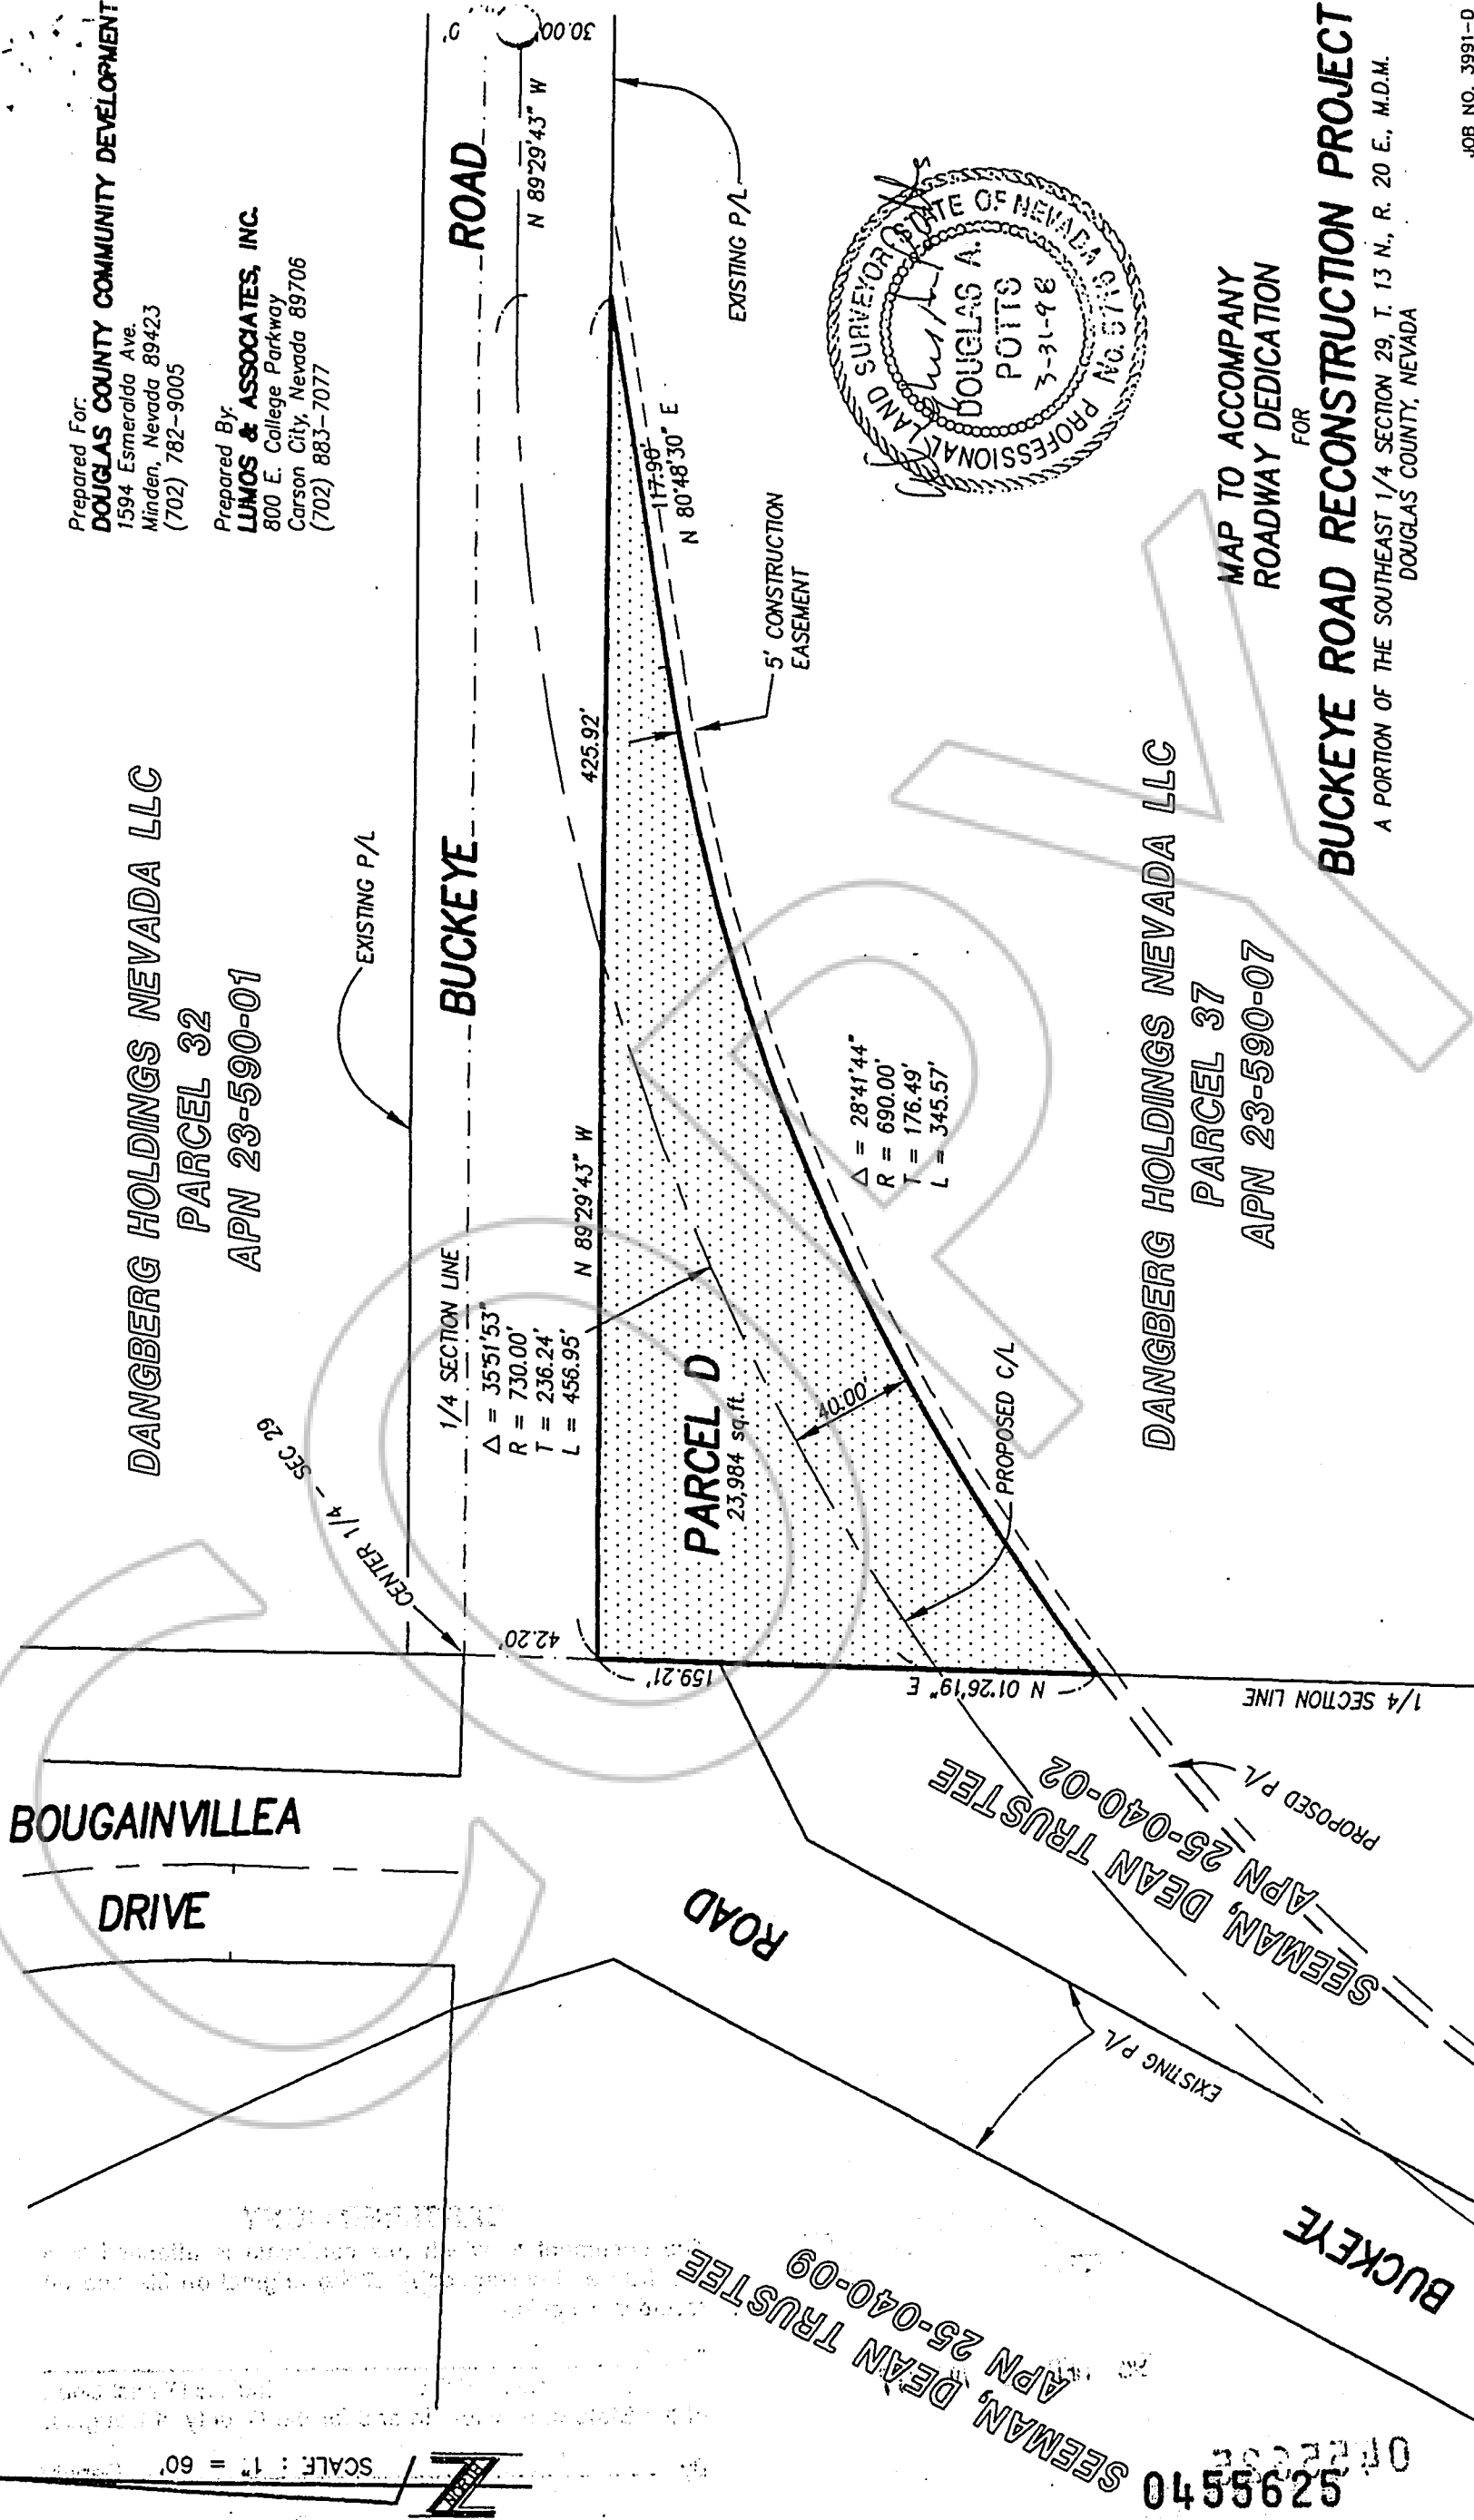 Prepared For:
DOUGLAS COUNTY COMMUNITY DEVELOPMENT
1594 Esmeralda Ave.
Minden, Nevada 89423
(702) 782-9005
Prepared By:
LUMOS & ASSOCIATES, INC.
800 E. College Parkway
Carson City, Nevada 89706
(702) 883-7077
DANGBERG HOLDINGS NEVADA LLC
PARCEL 32
APN 23-590-01
EXISTING P/L
CENTER 1/4 - SEC 29
1/4 SECTION LINE
BUCKEYE
ROAD
30.00'
0'
N 89°29'43" W
Δ = 35°51'53"
R = 730.00'
T = 236.24'
L = 456.95'
N 89°29'43" W
425.92'
42.20'
159.21'
N 01°26'19" E
1/4 SECTION LINE
PARCEL D
23,984 sq.ft.
40.00'
117.90'
N 80°48'30" E
EXISTING P/L
5' CONSTRUCTION
EASEMENT
Δ = 28°41'44"
R = 690.00'
T = 176.49'
L = 345.57'
PROPOSED C/L
DANGBERG HOLDINGS NEVADA LLC
PARCEL 37
APN 23-590-07
PROFESSIONAL LAND SURVEYOR
STATE OF NEVADA
DOUGLAS A.
POTTS
3-31-98
MAP TO ACCOMPANY
ROADWAY DEDICATION
FOR
BUCKEYE ROAD RECONSTRUCTION PROJECT
A PORTION OF THE SOUTHEAST 1/4 SECTION 29, T. 13 N., R. 20 E., M.D.M.
DOUGLAS COUNTY, NEVADA
JOB NO. 3991-D
BOUGAINVILLEA
DRIVE
ROAD
BUCKEYE
SEEMAN, DEAN TRUSTEE
APN 25-040-02
PROPOSED P/L
EXISTING P/L
SEEMAN, DEAN TRUSTEE
APN 25-040-09
SCALE : 1" = 60'
NORTH
0455625
COPY